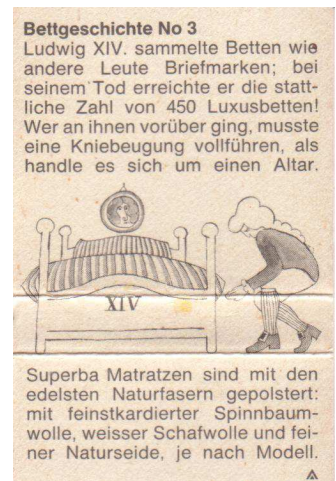 Bettgeschichte No 3
Ludwig XIV. sammelte Betten wie
andere Leute Briefmarken; bei
seinem Tod erreichte er die statt-
liche Zahl von 450 Luxusbetten!
Wer an ihnen vorüber ging, musste
eine Kniebeugung vollführen, als
handle es sich um einen Altar.
XIV
Superba Matratzen sind mit den
edelsten Naturfasern gepolstert:
mit feinstkardierter Spinnbaum-
wolle, weisser Schafwolle und fei-
ner Naturseide, je nach Modell.